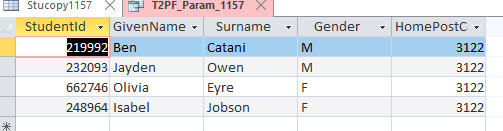 Stucopy1157 T2PF_Param_1157
StudentId GivenName Surname Gender HomePostC
219992 Ben Catani M 3122
232093 Jayden Owen M 3122
662746 Olivia Eyre F 3122
248964 Isabel Jobson F 3122